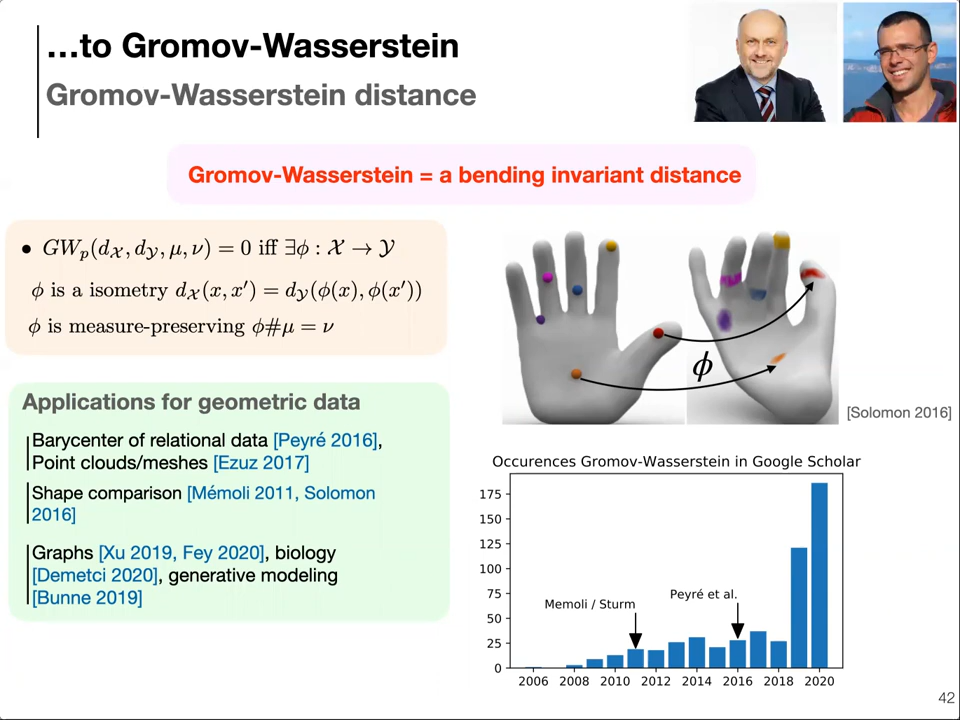 ...to Gromov-Wasserstein
Gromov-Wasserstein distance
Gromov-Wasserstein = a bending invariant distance
• GWₚ(d_𝒳, d_𝒴, μ, ν) = 0 iff ∃ϕ : 𝒳 → 𝒴
ϕ is a isometry d_𝒳(x, x′) = d_𝒴(ϕ(x), ϕ(x′))
ϕ is measure-preserving ϕ#μ = ν
Applications for geometric data
Barycenter of relational data [Peyré 2016],
Point clouds/meshes [Ezuz 2017]
Shape comparison [Mémoli 2011, Solomon
2016]
Graphs [Xu 2019, Fey 2020], biology
[Demetci 2020], generative modeling
[Bunne 2019]
ϕ
[Solomon 2016]
Occurences Gromov-Wasserstein in Google Scholar
175
150
125
100
75
50
25
0
Memoli / Sturm
Peyré et al.
2006 2008 2010 2012 2014 2016 2018 2020
42